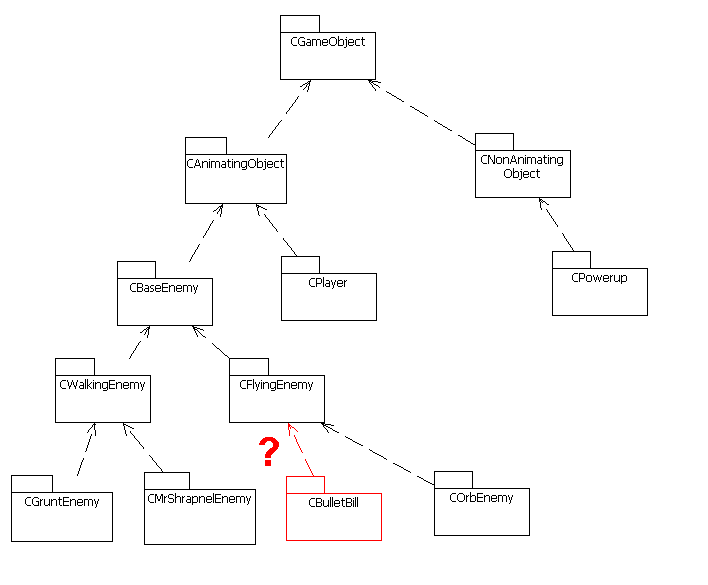 CGameObject
CAnimatingObject
CNonAnimating
Object
CBaseEnemy
CPlayer
CPowerup
CWalkingEnemy
CFlyingEnemy
?
CGruntEnemy
CMrShrapnelEnemy
CBulletBill
COrbEnemy